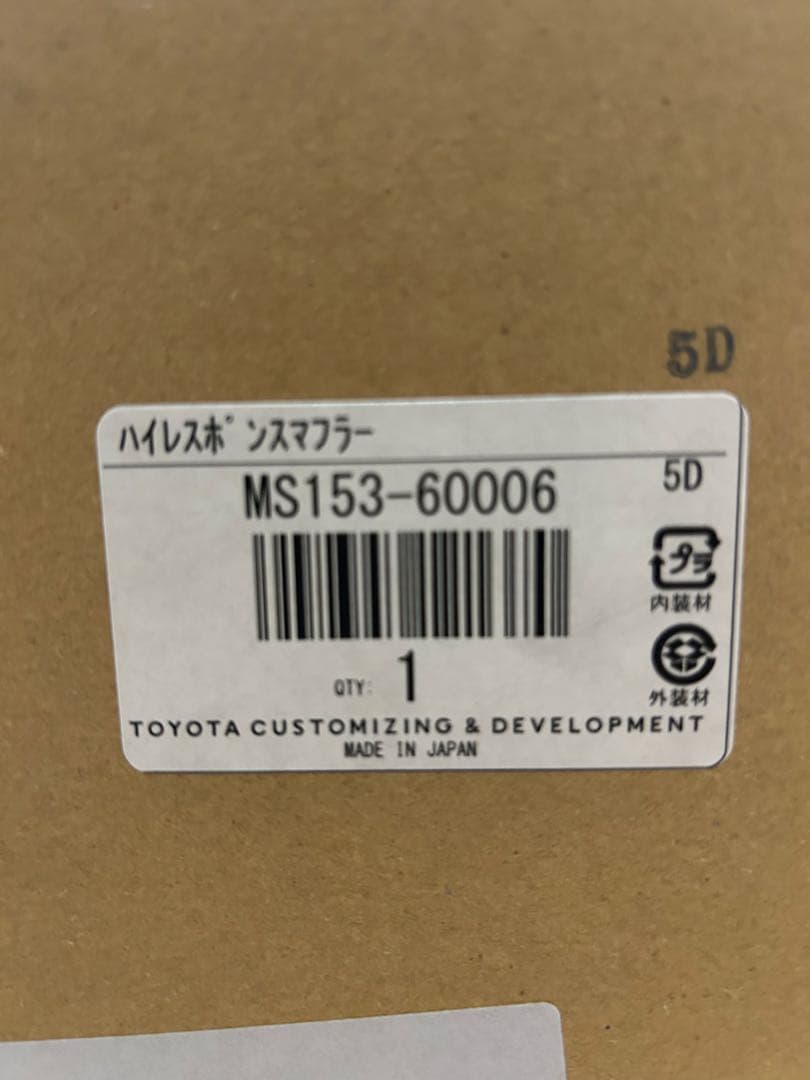 5D
ハイレスポンスマフラー
MS153-60006
5D
プラ
内装材
QTY: 1
外装材
TOYOTA CUSTOMIZING & DEVELOPMENT
MADE IN JAPAN